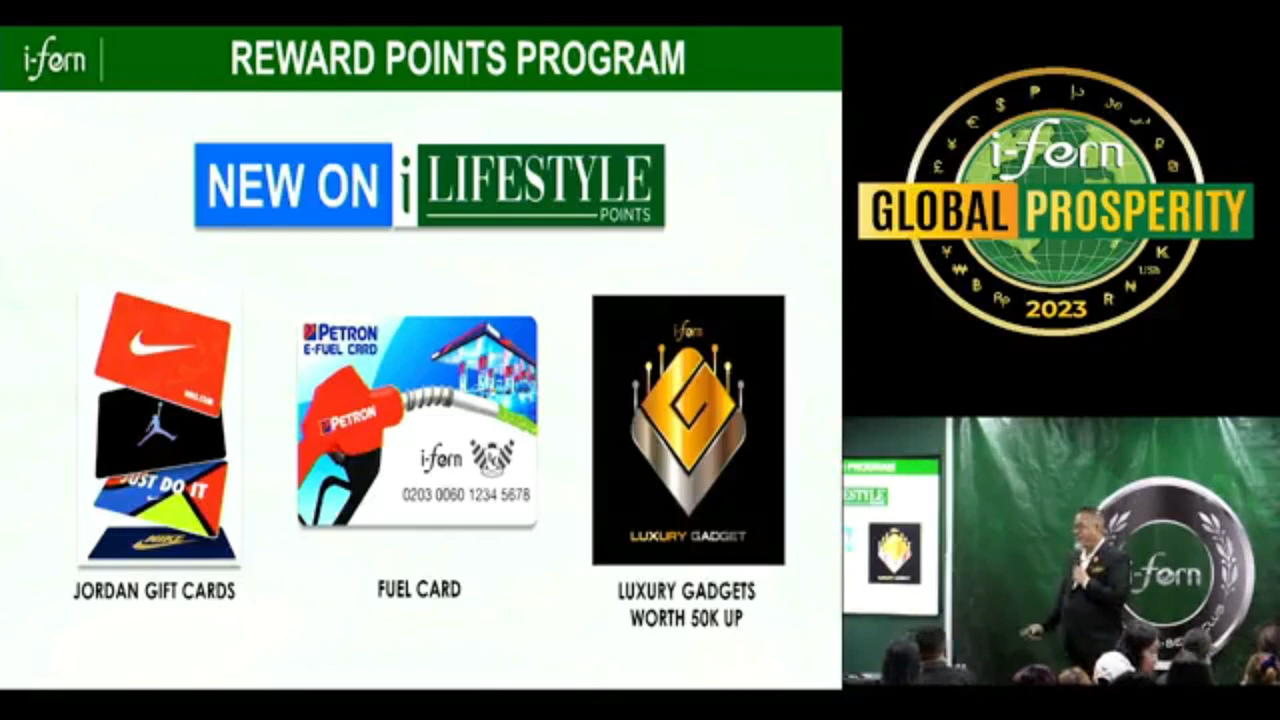 i-fern
REWARD POINTS PROGRAM
NEW ON i LIFESTYLE
POINTS
JUST DO IT
NIKE
JORDAN GIFT CARDS
PETRON
E-FUEL CARD
PETRON
i-fern
0203 0060 1234 5678
FUEL CARD
i-fern
LUXURY GADGET
LUXURY GADGETS
WORTH 50K UP
i-fern
GLOBAL PROSPERITY
2023
PROGRAM
i-fern